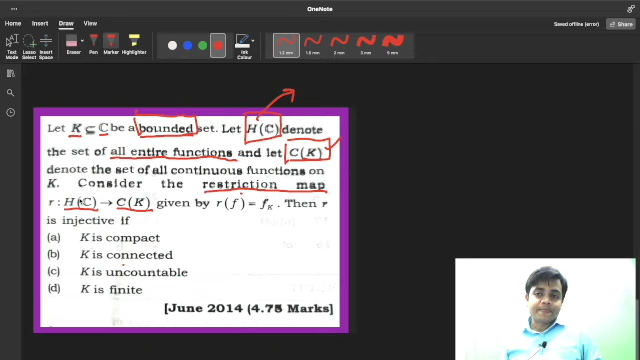 OneNote
Saved offline (error)
Home Insert Draw View Help
Share
Text Mode Lasso Select Insert Space Eraser Pen Marker Highlighter Ink Colour 1.2 mm 1.5 mm 2 mm 3 mm 5 mm
Let K ⊆ ℂ be a bounded set. Let H(ℂ) denote
the set of all entire functions and let C(K)
denote the set of all continuous functions on
K. Consider the restriction map
r : H(ℂ) → C(K) given by r(f) = f_K. Then r
is injective if
(a) K is compact
(b) K is connected
(c) K is uncountable
(d) K is finite
[June 2014 (4.75 Marks)